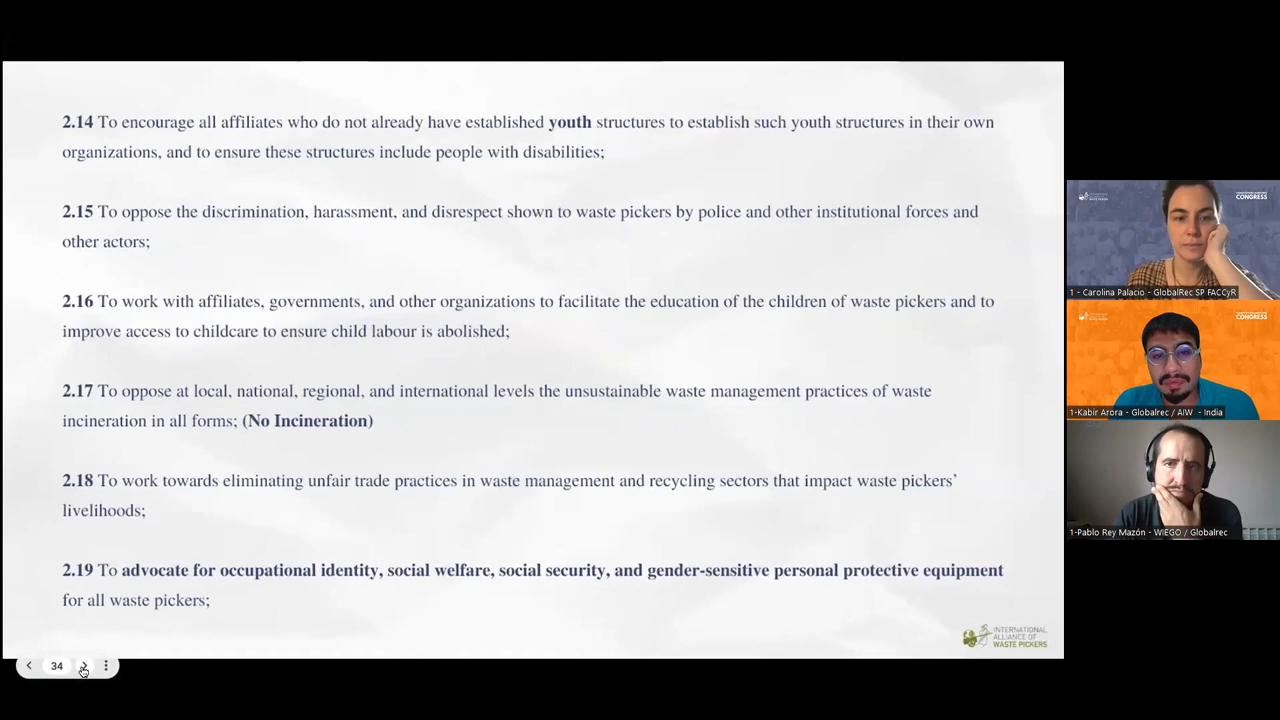 2.14 To encourage all affiliates who do not already have established youth structures to establish such youth structures in their own
organizations, and to ensure these structures include people with disabilities;
2.15 To oppose the discrimination, harassment, and disrespect shown to waste pickers by police and other institutional forces and
other actors;
2.16 To work with affiliates, governments, and other organizations to facilitate the education of the children of waste pickers and to
improve access to childcare to ensure child labour is abolished;
2.17 To oppose at local, national, regional, and international levels the unsustainable waste management practices of waste
incineration in all forms; (No Incineration)
2.18 To work towards eliminating unfair trade practices in waste management and recycling sectors that impact waste pickers’
livelihoods;
2.19 To advocate for occupational identity, social welfare, social security, and gender-sensitive personal protective equipment
for all waste pickers;
INTERNATIONAL
ALLIANCE OF
WASTE PICKERS
34
CONGRESS
1 - Carolina Palacio - GlobalRec SP FACCyR
CONGRESS
1-Kabir Arora - Globalrec / AIW - India
1-Pablo Rey Mazón - WIEGO / Globalrec